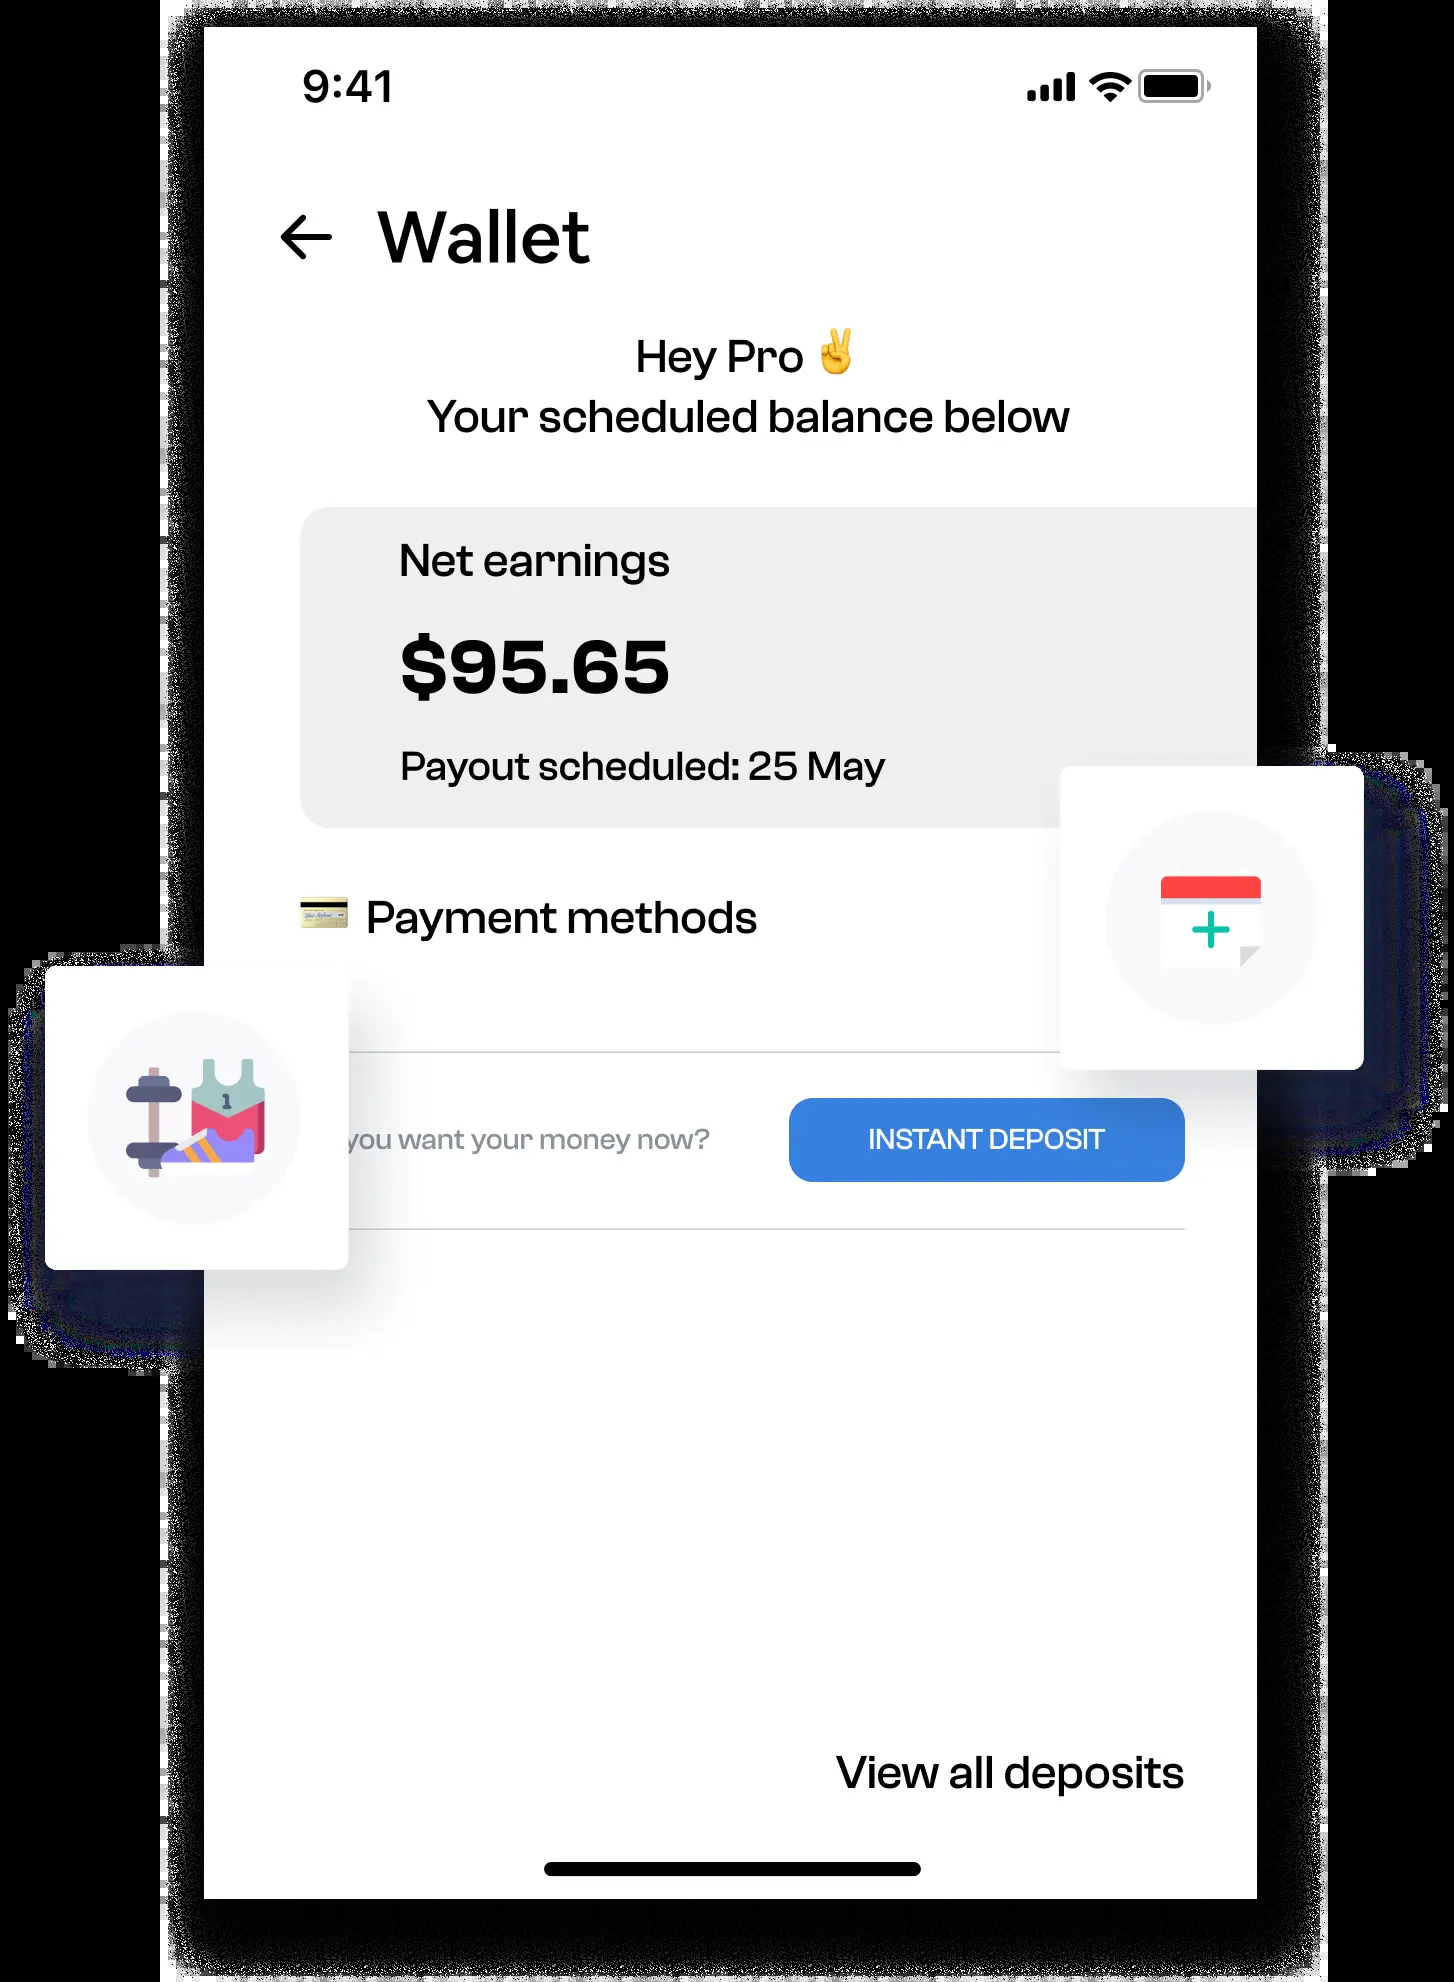 9:41
Wallet
Hey Pro ✌️
Your scheduled balance below
Net earnings
$95.65
Payout scheduled: 25 May
Payment methods
you want your money now?
INSTANT DEPOSIT
1
View all deposits